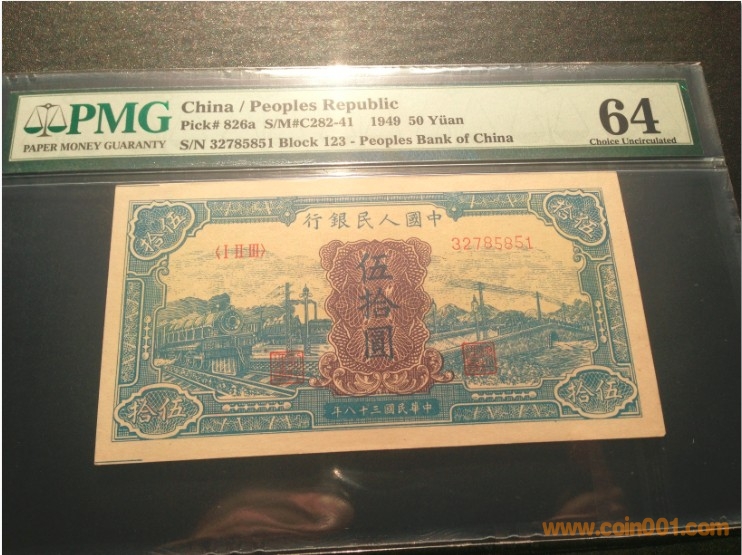 PMG
PAPER MONEY GUARANTY
China / Peoples Republic
Pick# 826a S/M#C282-41 1949 50 Yüan
S/N 32785851 Block 123 - Peoples Bank of China
64
Choice Uncirculated
行銀民人國中
拾伍
拾伍
〈I II III〉
32785851
伍拾圓
拾伍
拾伍
年八十三國民華中
www.coin001.com